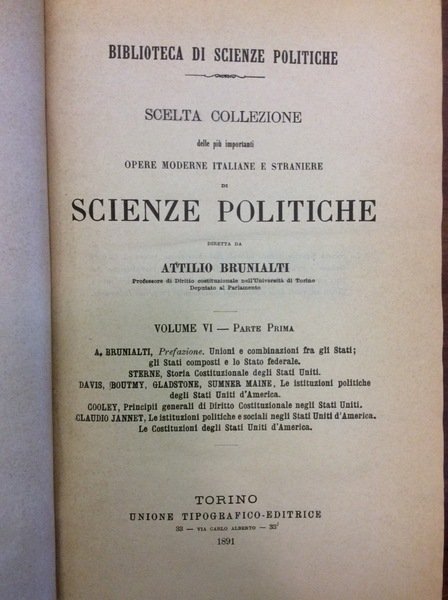 BIBLIOTECA DI SCIENZE POLITICHE
SCELTA COLLEZIONE
delle più importanti
OPERE MODERNE ITALIANE E STRANIERE
DI
SCIENZE POLITICHE
DIRETTA DA
ATTILIO BRUNIALTI
Professore di Diritto costituzionale nell'Università di Torino
Deputato al Parlamento
VOLUME VI — PARTE PRIMA
A. BRUNIALTI, Prefazione. Unioni e combinazioni fra gli Stati;
gli Stati composti e lo Stato federale.
STERNE, Storia Costituzionale degli Stati Uniti.
DAVIS, BOUTMY, GLADSTONE, SUMNER MAINE, Le istituzioni politiche
degli Stati Uniti d'America.
COOLEY, Principii generali di Diritto Costituzionale negli Stati Uniti.
CLAUDIO JANNET, Le istituzioni politiche e sociali negli Stati Uniti d'America.
Le Costituzioni degli Stati Uniti d'America.
TORINO
UNIONE TIPOGRAFICO-EDITRICE
33 — VIA CARLO ALBERTO — 33
1891